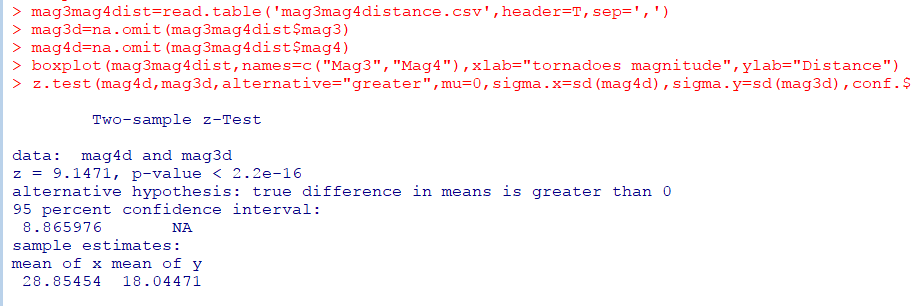 > mag3mag4dist=read.table('mag3mag4distance.csv',header=T,sep=',')
> mag3d=na.omit(mag3mag4dist$mag3)
> mag4d=na.omit(mag3mag4dist$mag4)
> boxplot(mag3mag4dist,names=c("Mag3","Mag4"),xlab="tornadoes magnitude",ylab="Distance")
> z.test(mag4d,mag3d,alternative="greater",mu=0,sigma.x=sd(mag4d),sigma.y=sd(mag3d),conf.$
Two-sample z-Test
data:  mag4d and mag3d
z = 9.1471, p-value < 2.2e-16
alternative hypothesis: true difference in means is greater than 0
95 percent confidence interval:
 8.865976       NA
sample estimates:
mean of x mean of y
 28.85454  18.04471